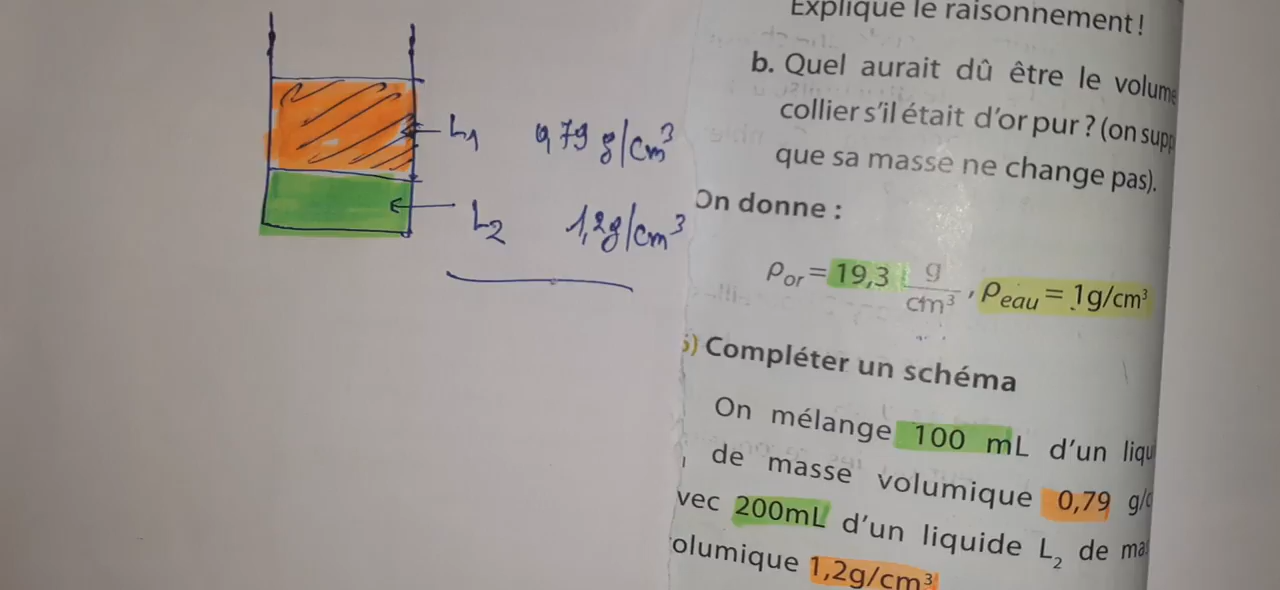 L1 0,79 g/cm³
L2 1,2g/cm³
Explique le raisonnement !
b. Quel aurait dû être le volume
collier s'il était d'or pur ? (on supp
que sa masse ne change pas).
On donne :
ρor = 19,3 g/cm³ , ρeau = 1g/cm³
5) Compléter un schéma
On mélange 100 mL d'un liqu
de masse volumique 0,79 g/c
vec 200mL d'un liquide L2 de ma
olumique 1,2g/cm³